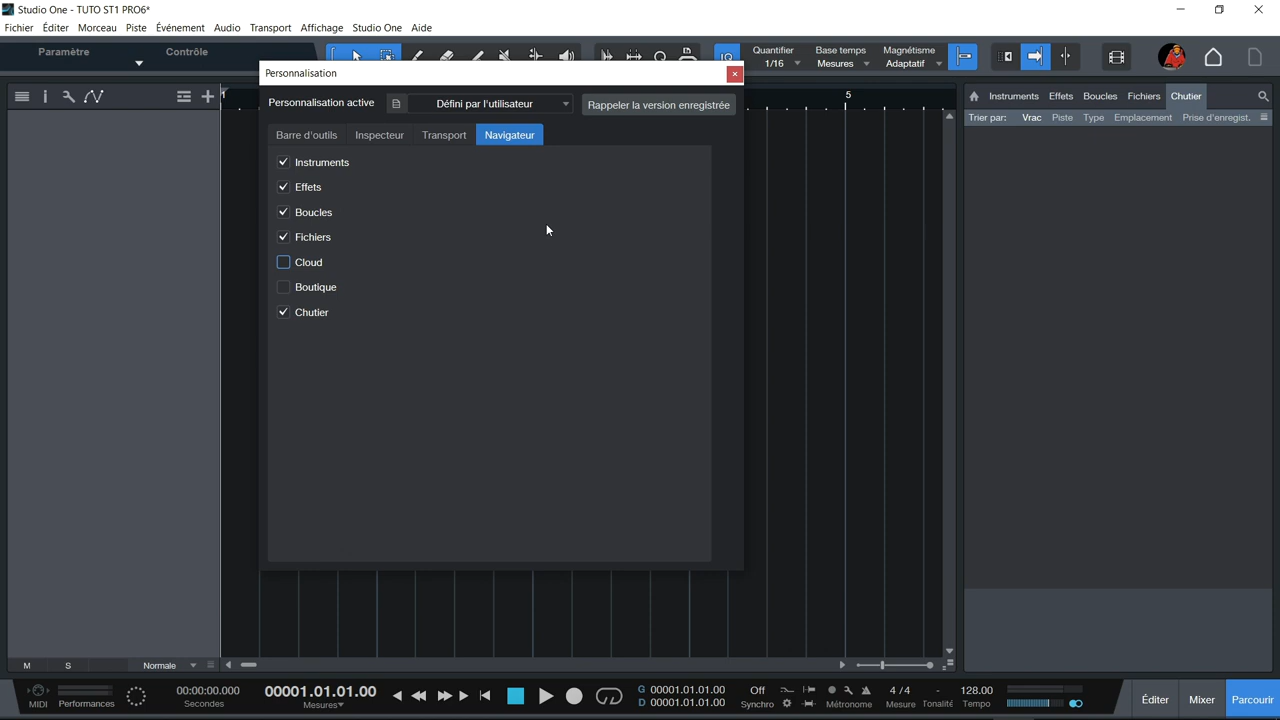 Studio One - TUTO ST1 PRO6*
Fichier Éditer Morceau Piste Événement Audio Transport Affichage Studio One Aide
Paramètre Contrôle
Quantifier Base temps Magnétisme
1/16 Mesures Adaptatif
IQ
Personnalisation
Personnalisation active Défini par l'utilisateur Rappeler la version enregistrée
Barre d'outils Inspecteur Transport Navigateur
Instruments
Effets
Boucles
Fichiers
Cloud
Boutique
Chutier
1 5
Instruments Effets Boucles Fichiers Chutier
Trier par: Vrac Piste Type Emplacement Prise d'enregist.
M S Normale
MIDI Performances
00:00:00.000
Secondes
00001.01.01.00
Mesures
G 00001.01.01.00
D 00001.01.01.00
Off
Synchro
Métronome
4 / 4
Mesure
-
Tonalité
128.00
Tempo
Éditer Mixer Parcourir